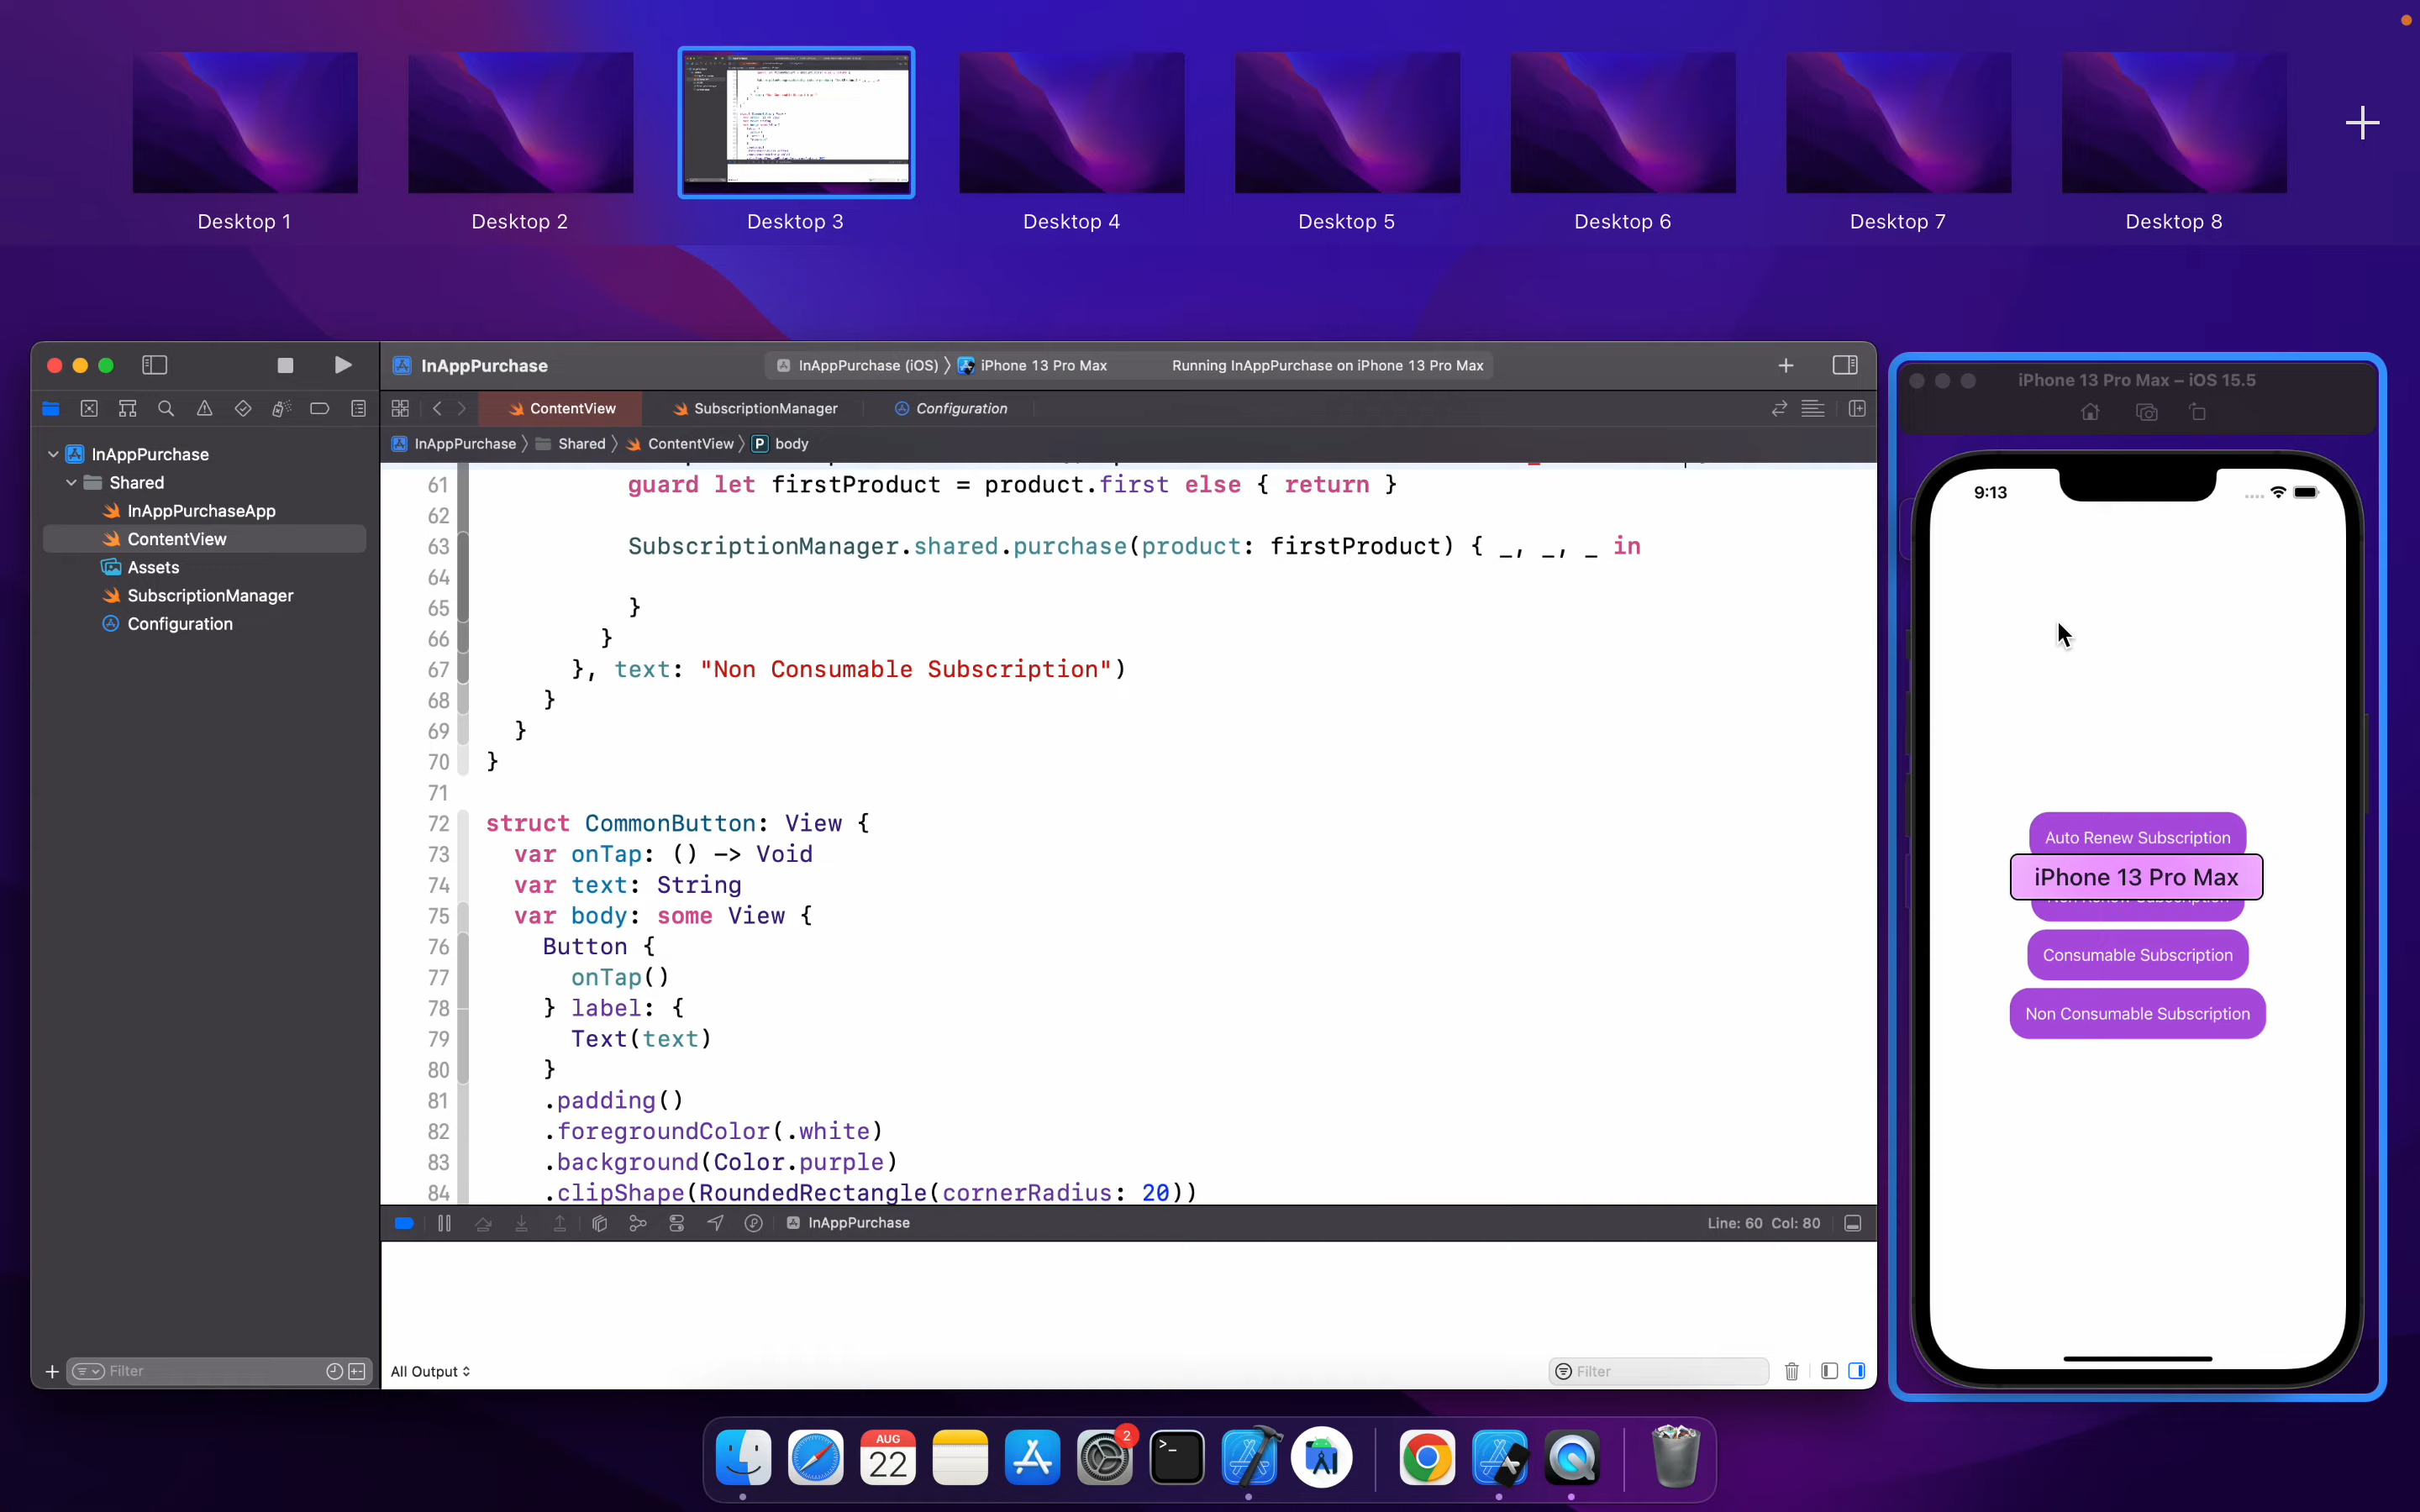 Desktop 1
Desktop 2
Desktop 3
Desktop 4
Desktop 5
Desktop 6
Desktop 7
Desktop 8
InAppPurchase
InAppPurchase (iOS)
iPhone 13 Pro Max
Running InAppPurchase on iPhone 13 Pro Max
ContentView
SubscriptionManager
Configuration
InAppPurchase
Shared
ContentView
P
body
InAppPurchase
Shared
InAppPurchaseApp
ContentView
Assets
SubscriptionManager
Configuration
Filter
61 guard let firstProduct = product.first else { return }
62
63 SubscriptionManager.shared.purchase(product: firstProduct) { _, _, _ in
64
65 }
66 }
67 }, text: "Non Consumable Subscription")
68 }
69 }
70 }
71
72 struct CommonButton: View {
73 var onTap: () -> Void
74 var text: String
75 var body: some View {
76 Button {
77 onTap()
78 } label: {
79 Text(text)
80 }
81 .padding()
82 .foregroundColor(.white)
83 .background(Color.purple)
84 .clipShape(RoundedRectangle(cornerRadius: 20))
InAppPurchase
Line: 60 Col: 80
All Output
Filter
iPhone 13 Pro Max – iOS 15.5
9:13
Auto Renew Subscription
iPhone 13 Pro Max
Consumable Subscription
Non Consumable Subscription
AUG
22
2